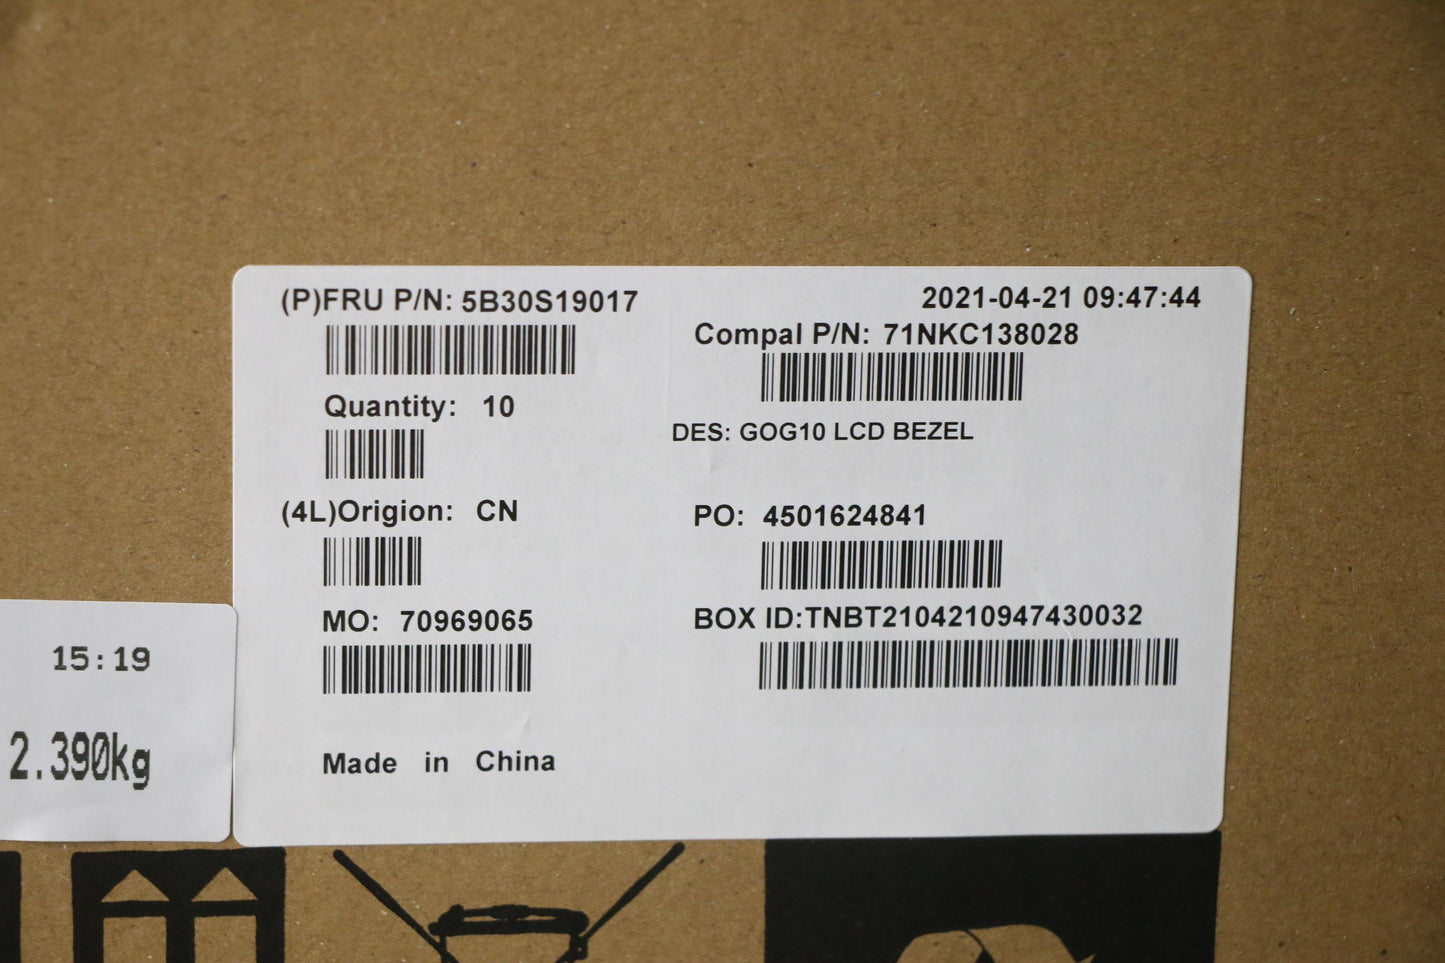 (P)FRU P/N: 5B30S19017
2021-04-21 09:47:44
Compal P/N: 71NKC138028
Quantity: 10
DES: GOG10 LCD BEZEL
(4L)Origion: CN
PO: 4501624841
MO: 70969065
BOX ID:TNBT2104210947430032
Made in China
15:19
2.390kg